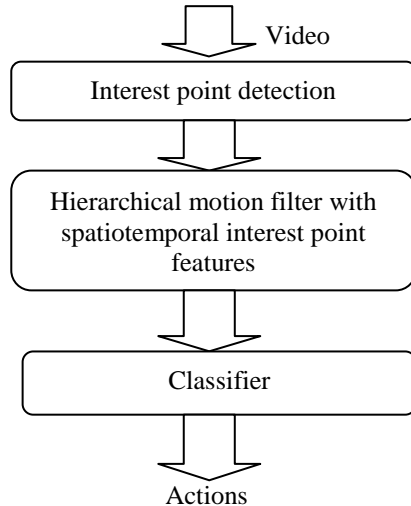 Video
Interest point detection
Hierarchical motion filter with
spatiotemporal interest point
features
Classifier
Actions